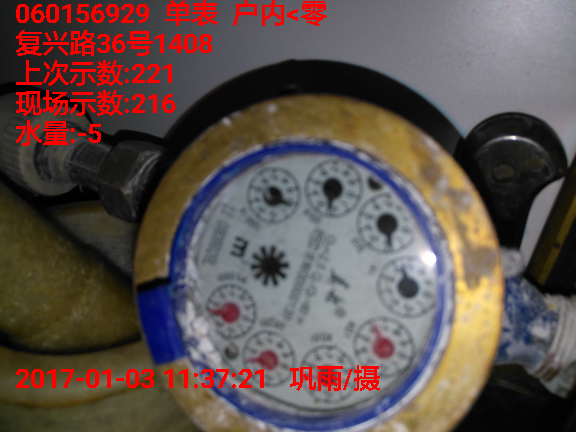 060156929 单表 户内<零
复兴路36号1408
上次示数:221
现场示数:216
水量:-5
2017-01-03 11:37:21 巩雨/摄